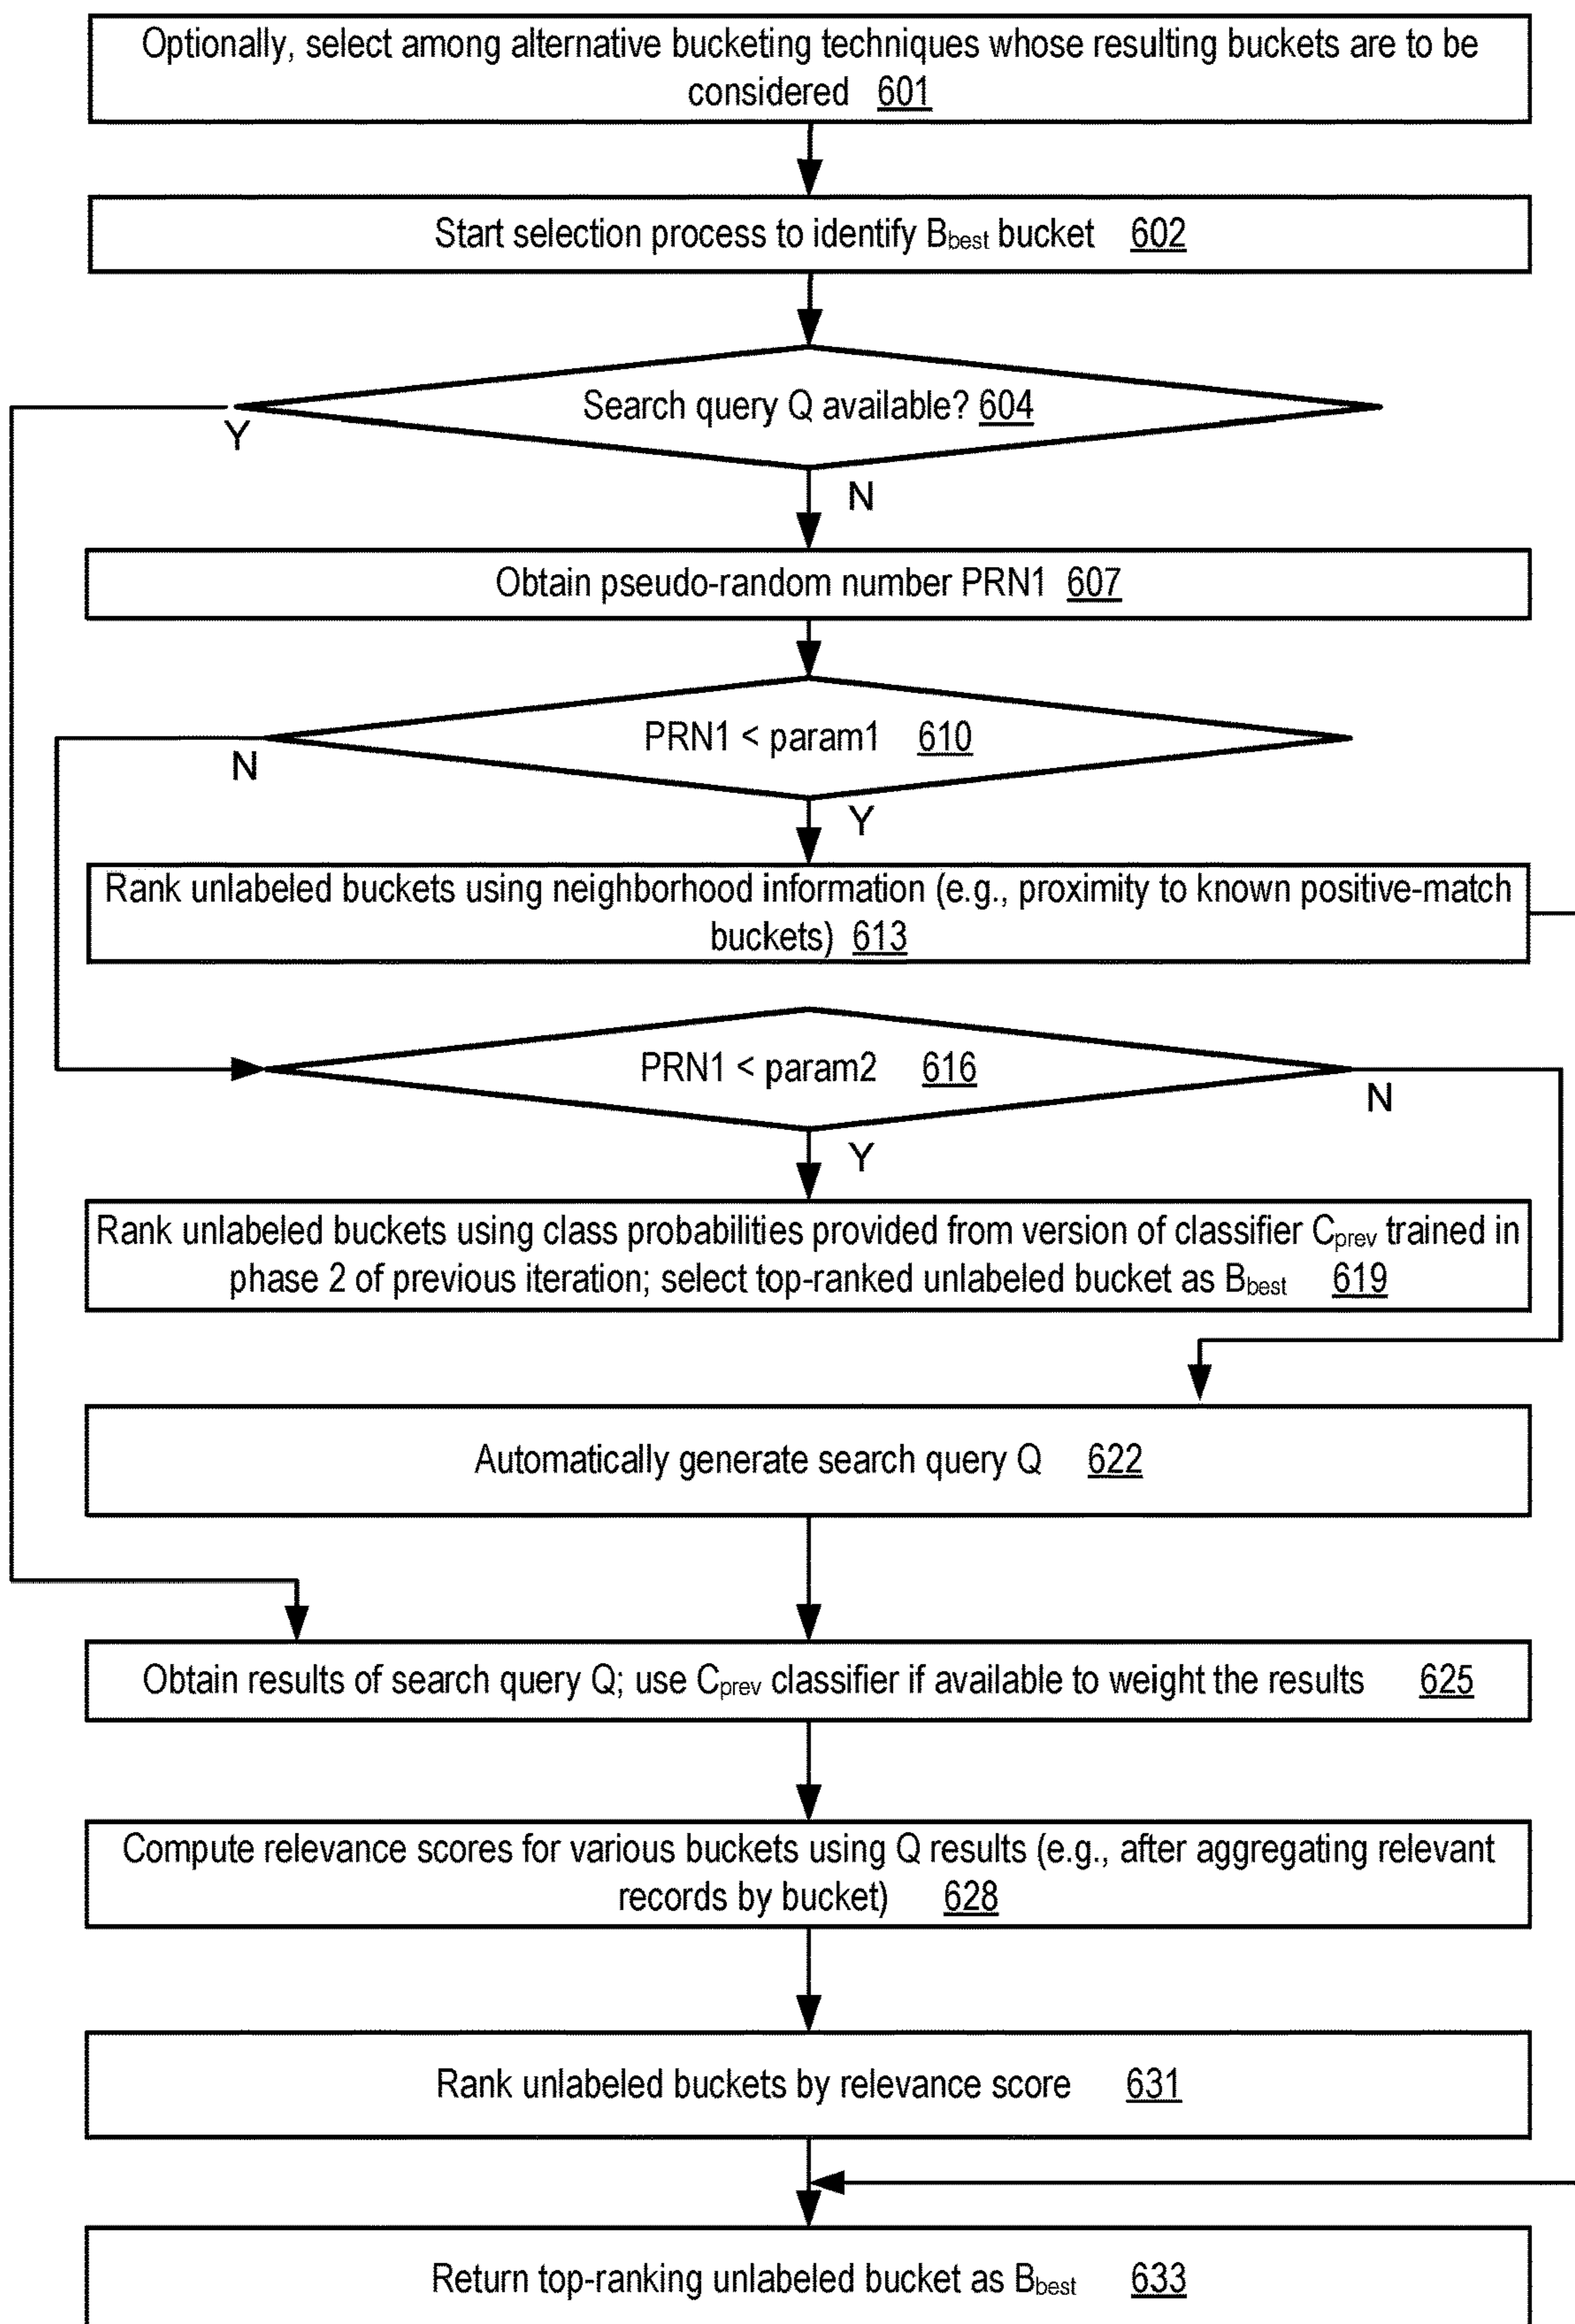 Optionally, select among alternative bucketing techniques whose resulting buckets are to be
considered 601
Start selection process to identify Bbest bucket 602
Search query Q available? 604
Y
N
Obtain pseudo-random number PRN1 607
PRN1 < param1 610
N
Y
Rank unlabeled buckets using neighborhood information (e.g., proximity to known positive-match
buckets) 613
PRN1 < param2 616
N
Y
Rank unlabeled buckets using class probabilities provided from version of classifier Cprev trained in
phase 2 of previous iteration; select top-ranked unlabeled bucket as Bbest 619
Automatically generate search query Q 622
Obtain results of search query Q; use Cprev classifier if available to weight the results 625
Compute relevance scores for various buckets using Q results (e.g., after aggregating relevant
records by bucket) 628
Rank unlabeled buckets by relevance score 631
Return top-ranking unlabeled bucket as Bbest 633